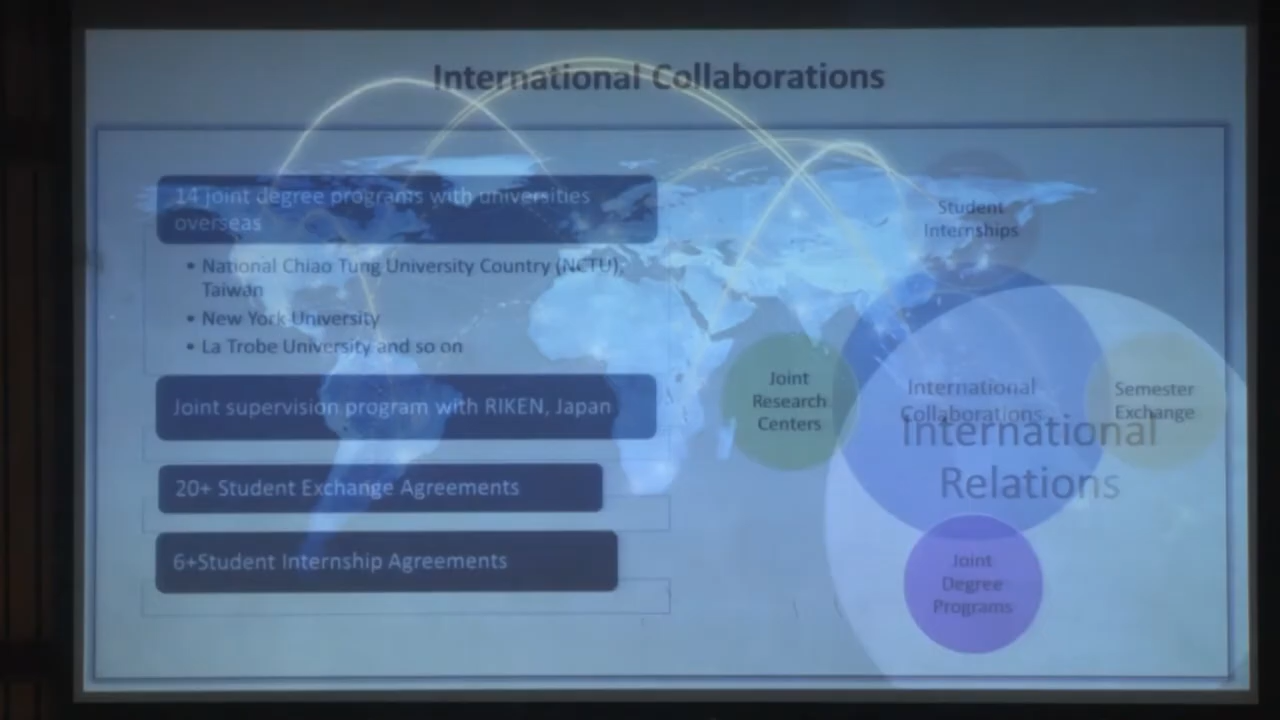 International Collaborations
14 joint degree programs with universities
overseas
• National Chiao Tung University Country (NCTU),
Taiwan
• New York University
• La Trobe University and so on
Joint supervision program with RIKEN, Japan
20+ Student Exchange Agreements
6+Student Internship Agreements
Student
Internships
Joint
Research
Centers
International
Collaborations
Semester
Exchange
International
Relations
Joint
Degree
Programs